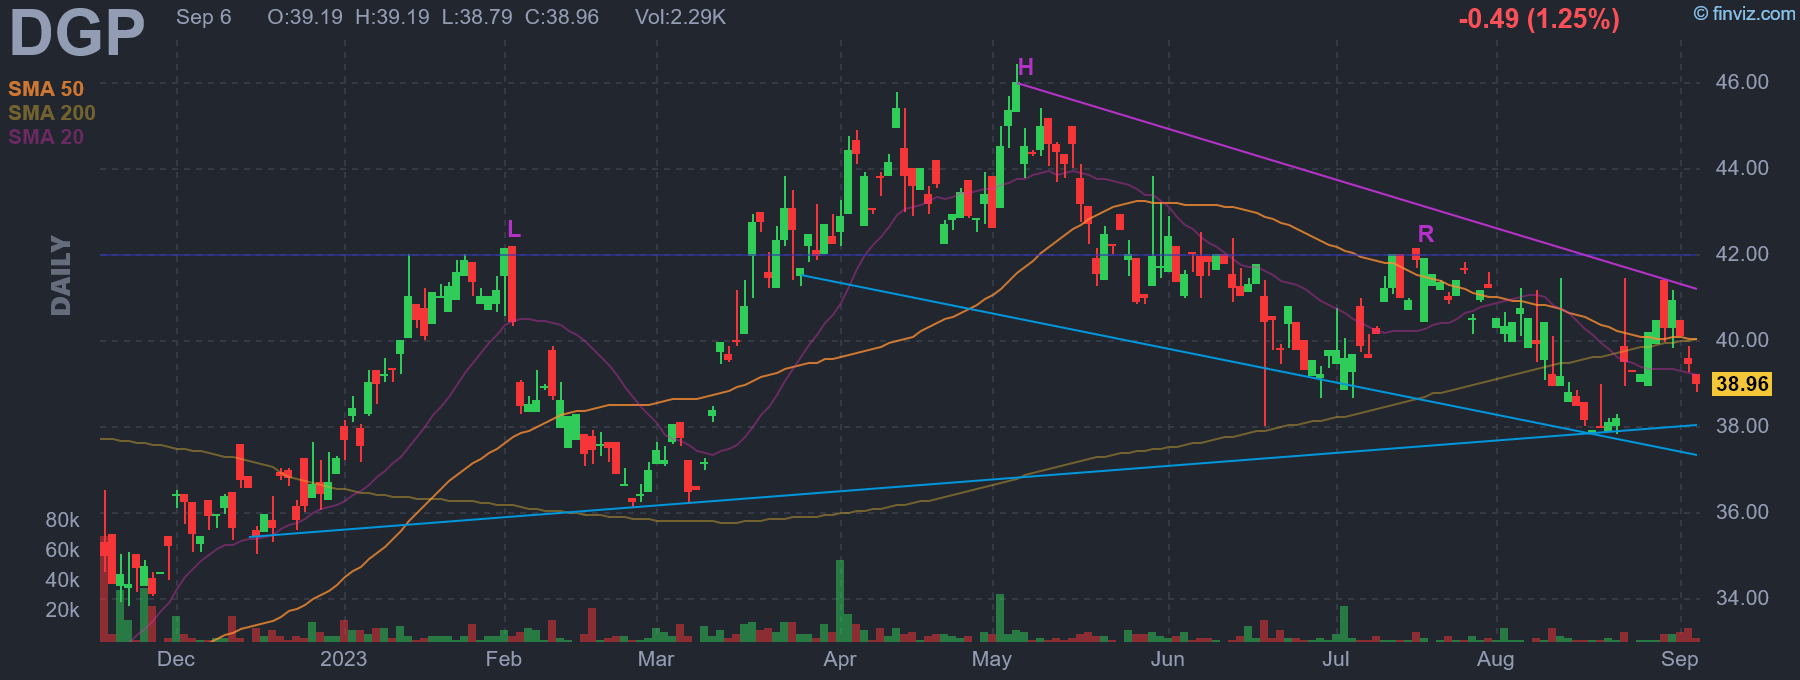 DGP Sep 6 O:39.19 H:39.19 L:38.79 C:38.96 Vol:2.29K -0.49 (1.25%) © finviz.com
SMA 50
SMA 200
SMA 20
DAILY
H
L
R
46.00
44.00
42.00
40.00
38.96
38.00
36.00
34.00
80k
60k
40k
20k
Dec 2023 Feb Mar Apr May Jun Jul Aug Sep